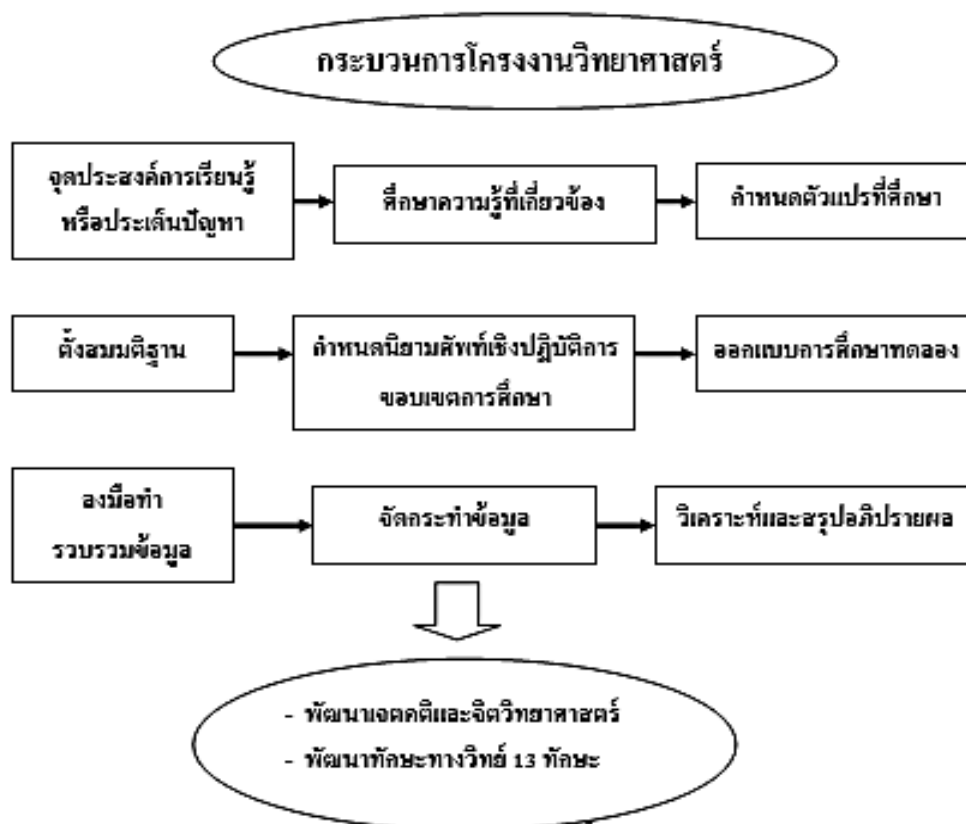 กระบวนการโครงงานวิทยาศาสตร์
จุดประสงค์การเรียนรู้
หรือประเด็นปัญหา
ศึกษาความรู้ที่เกี่ยวข้อง
กำหนดตัวแปรที่ศึกษา
ตั้งสมมติฐาน
กำหนดนิยามศัพท์เชิงปฏิบัติการ
ขอบเขตการศึกษา
ออกแบบการศึกษาทดลอง
ลงมือทำ
รวบรวมข้อมูล
จัดกระทำข้อมูล
วิเคราะห์และสรุปอภิปรายผล
- พัฒนาเจตคติและจิตวิทยาศาสตร์
- พัฒนาทักษะทางวิทย์ 13 ทักษะ